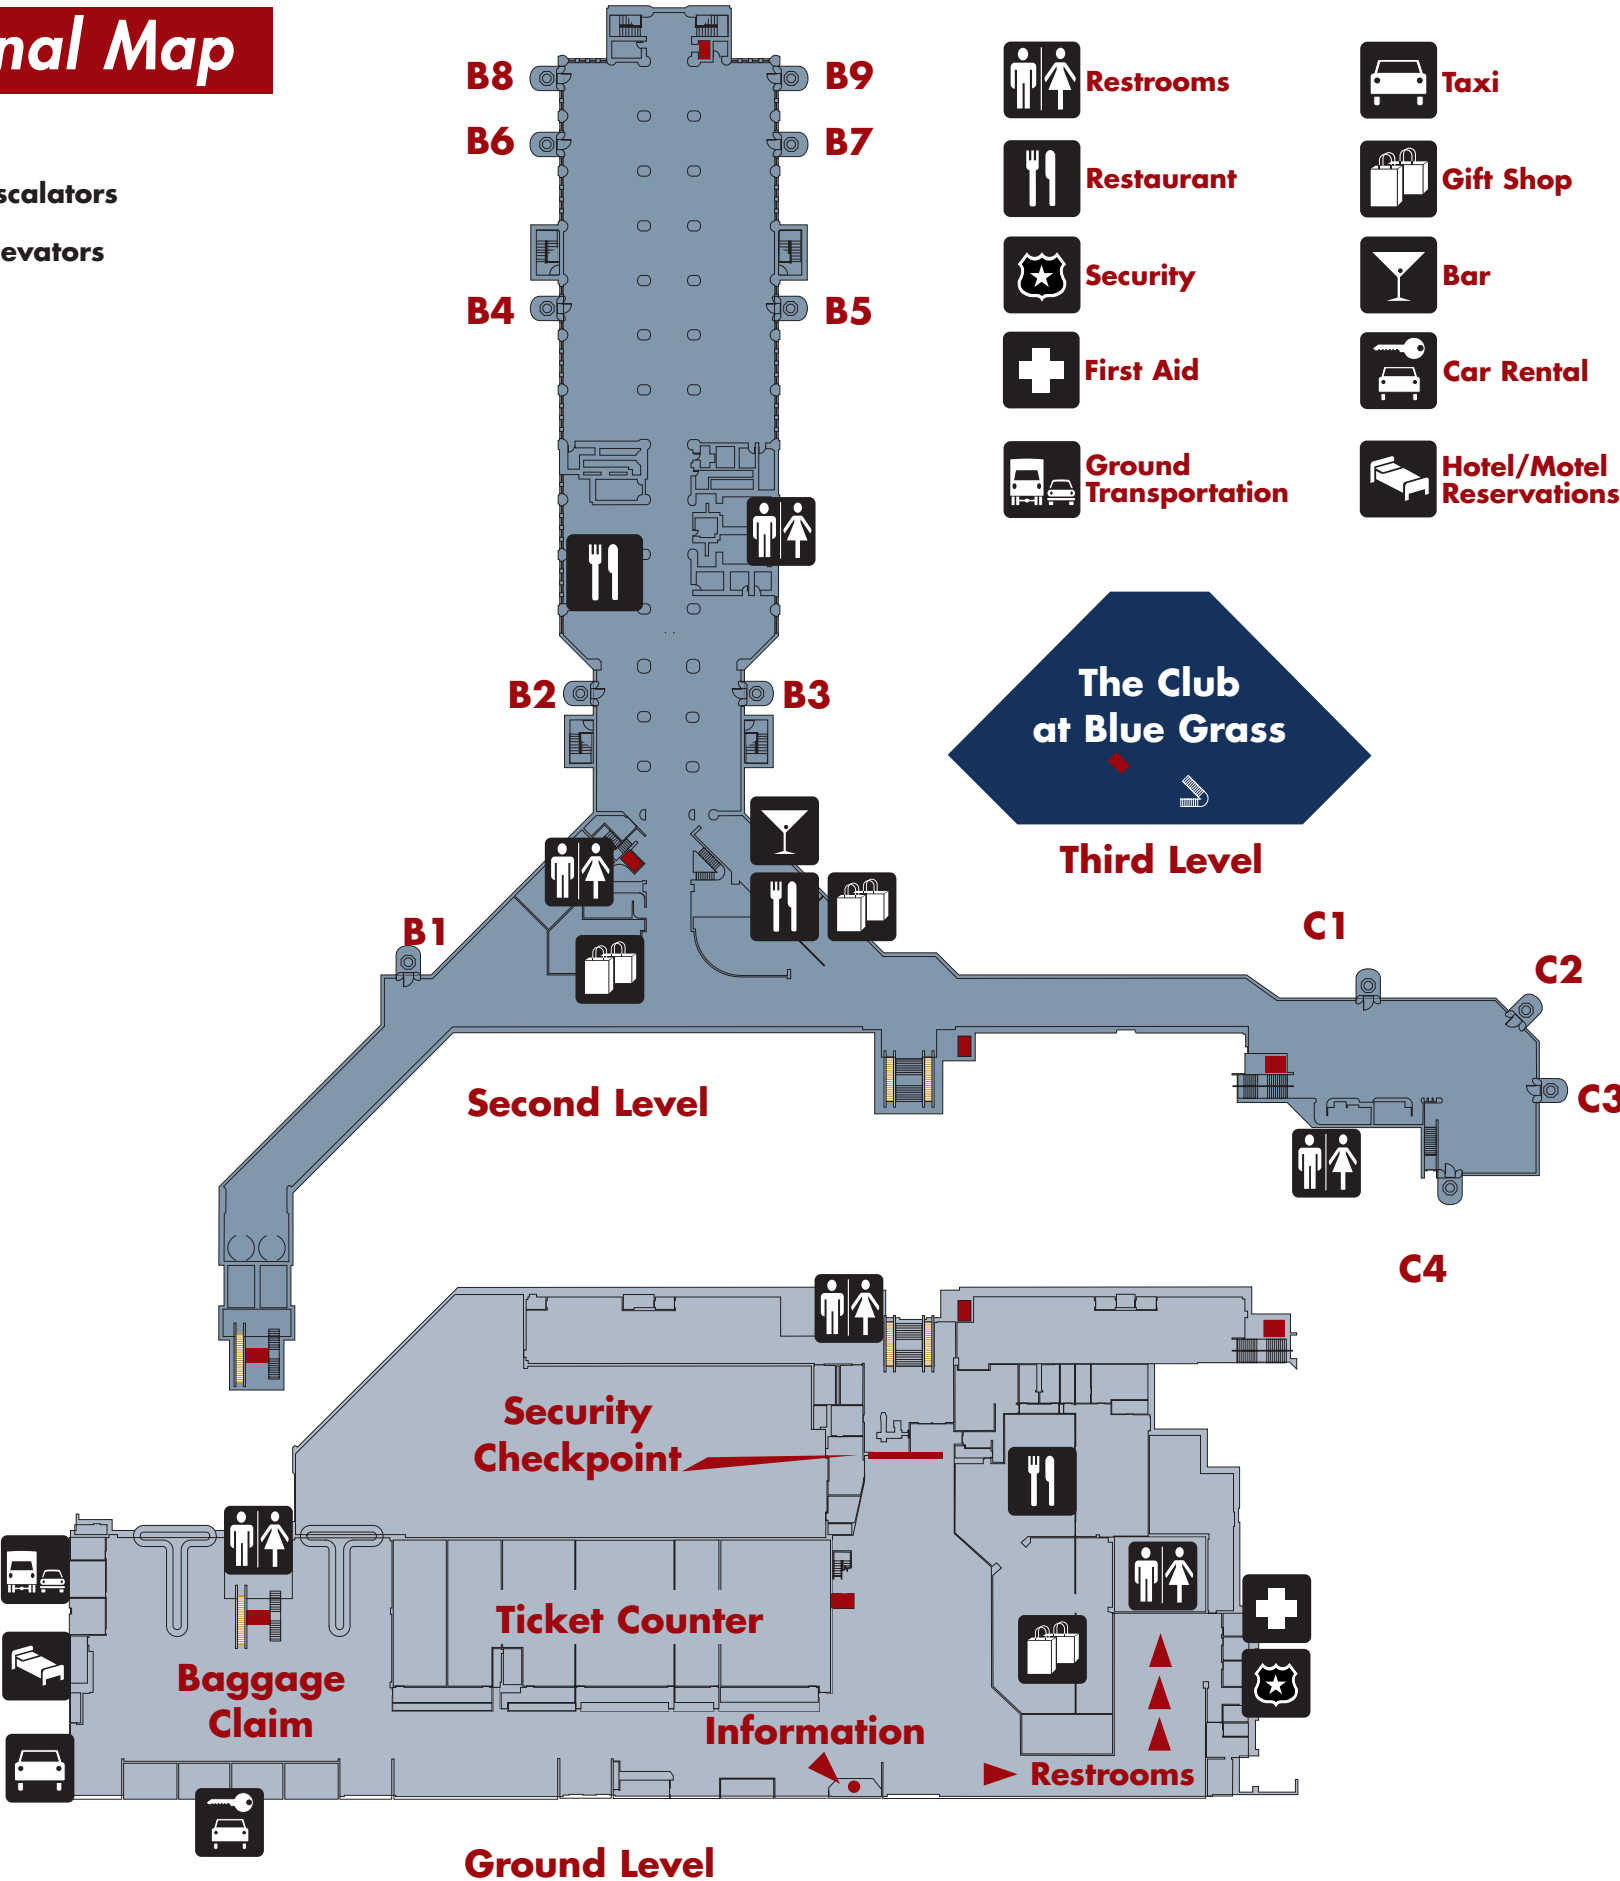 nal Map
scalators
evators
B8
B9
B6
B7
B4
B5
B2
B3
B1
Restrooms
Taxi
Restaurant
Gift Shop
Security
Bar
First Aid
Car Rental
Ground
Transportation
Hotel/Motel
Reservations
The Club
at Blue Grass
Third Level
C1
C2
C3
C4
Second Level
Security
Checkpoint
Ticket Counter
Baggage
Claim
Information
Restrooms
Ground Level